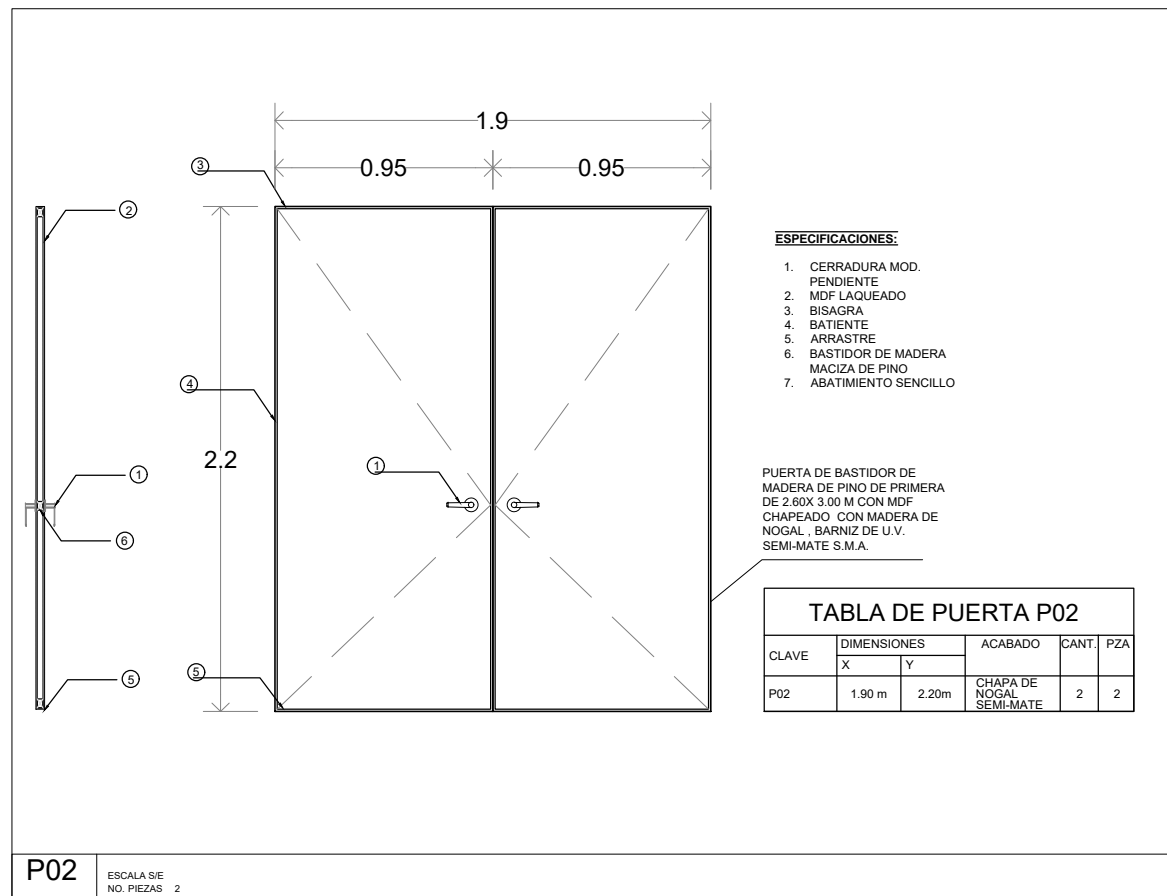 1.9
0.95
0.95
3
2
4
2.2
1
1
6
5
5
ESPECIFICACIONES:
1. CERRADURA MOD.
PENDIENTE
2. MDF LAQUEADO
3. BISAGRA
4. BATIENTE
5. ARRASTRE
6. BASTIDOR DE MADERA
MACIZA DE PINO
7. ABATIMIENTO SENCILLO
PUERTA DE BASTIDOR DE
MADERA DE PINO DE PRIMERA
DE 2.60X 3.00 M CON MDF
CHAPEADO CON MADERA DE
NOGAL , BARNIZ DE U.V.
SEMI-MATE S.M.A.
TABLA DE PUERTA P02
CLAVE DIMENSIONES ACABADO CANT. PZA
X Y
P02 1.90 m 2.20m CHAPA DE NOGAL SEMI-MATE 2 2
P02
ESCALA S/E
NO. PIEZAS 2